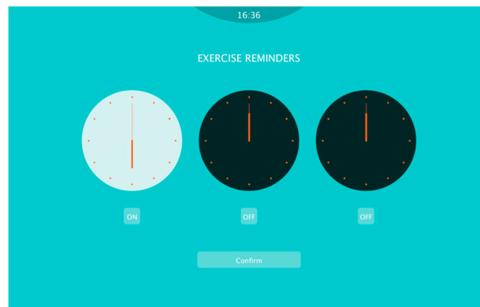 16:36
EXERCISE REMINDERS
ON
OFF
OFF
Confirm